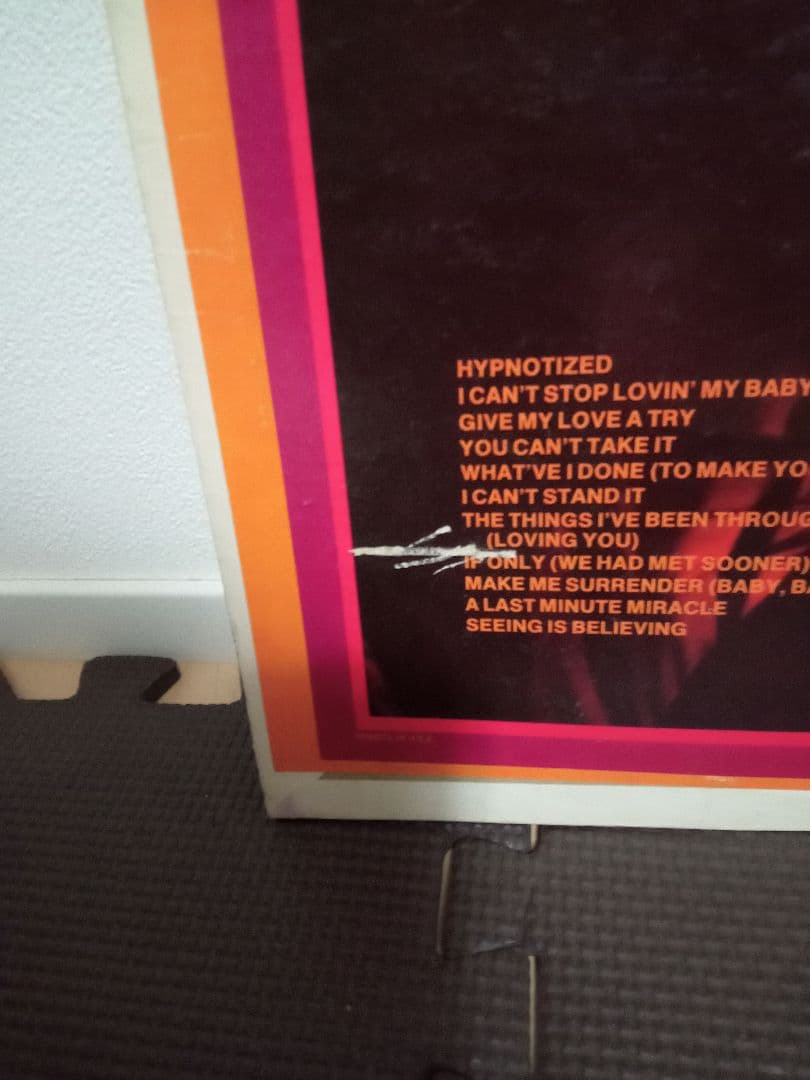 HYPNOTIZED
I CAN'T STOP LOVIN' MY BABY
GIVE MY LOVE A TRY
YOU CAN'T TAKE IT
WHAT'VE I DONE (TO MAKE YO
I CAN'T STAND IT
THE THINGS I'VE BEEN THROUG
(LOVING YOU)
IF ONLY (WE HAD MET SOONER)
MAKE ME SURRENDER (BABY, BA
A LAST MINUTE MIRACLE
SEEING IS BELIEVING